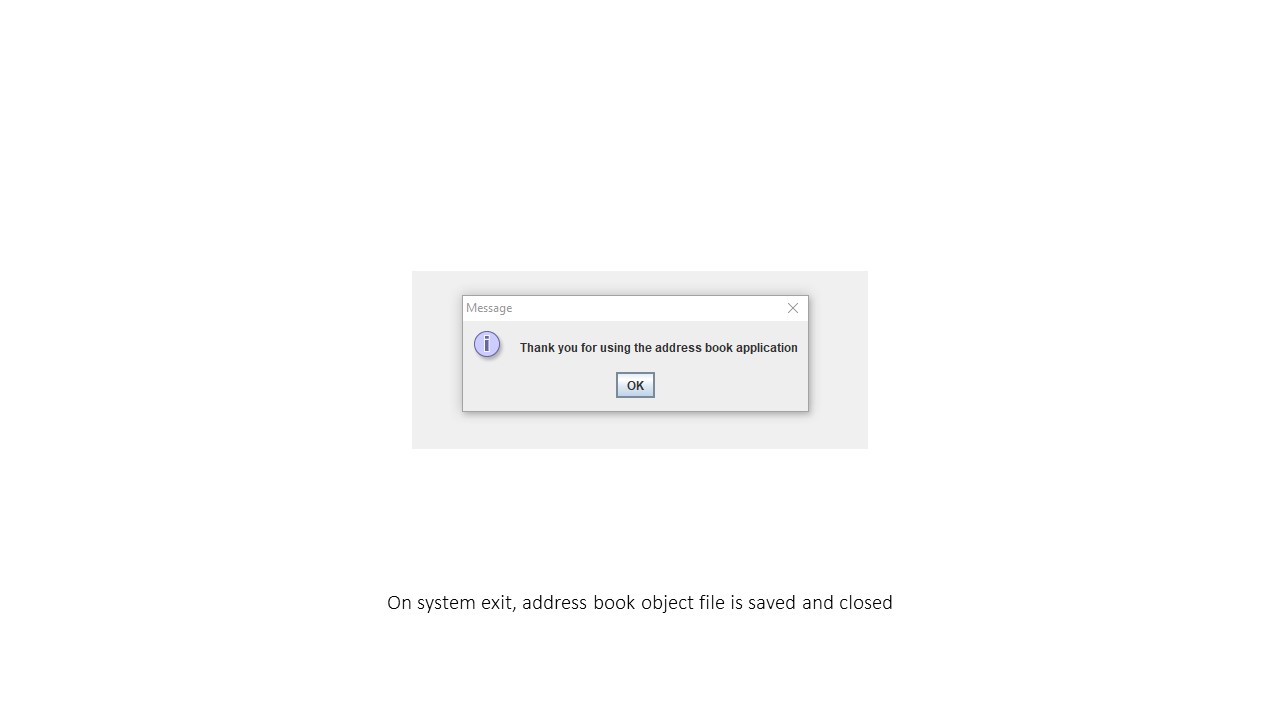 Message
Thank you for using the address book application
OK
On system exit, address book object file is saved and closed